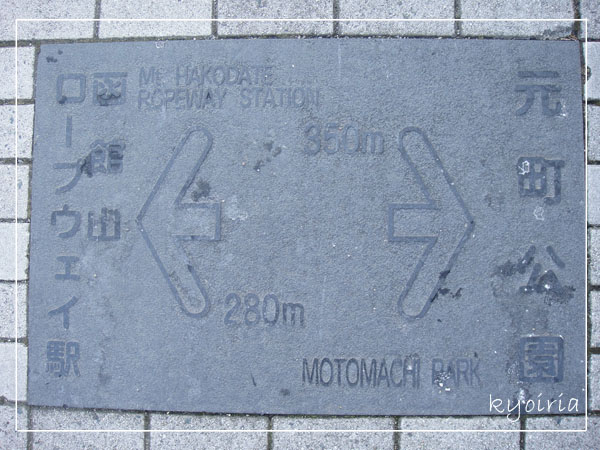 函館山
ロープウェイ駅
Mt. HAKODATE
ROPEWAY STATION
280m
350m
元町公園
MOTOMACHI PARK
kyoiria